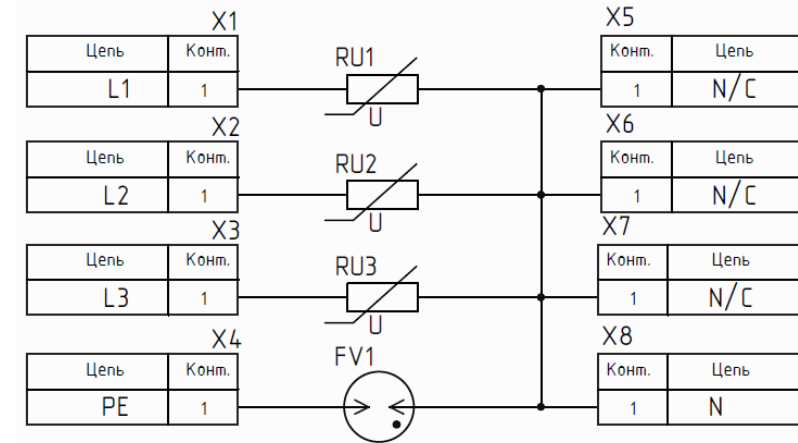 X1 X5
Цепь Конт. RU1 Конт. Цепь
L1 1 U 1 N/C
X2 X6
Цепь Конт. RU2 Конт. Цепь
L2 1 U 1 N/C
X3 X7
Цепь Конт. RU3 Конт. Цепь
L3 1 U 1 N/C
X4 FV1 X8
Цепь Конт. Конт. Цепь
PE 1 1 N